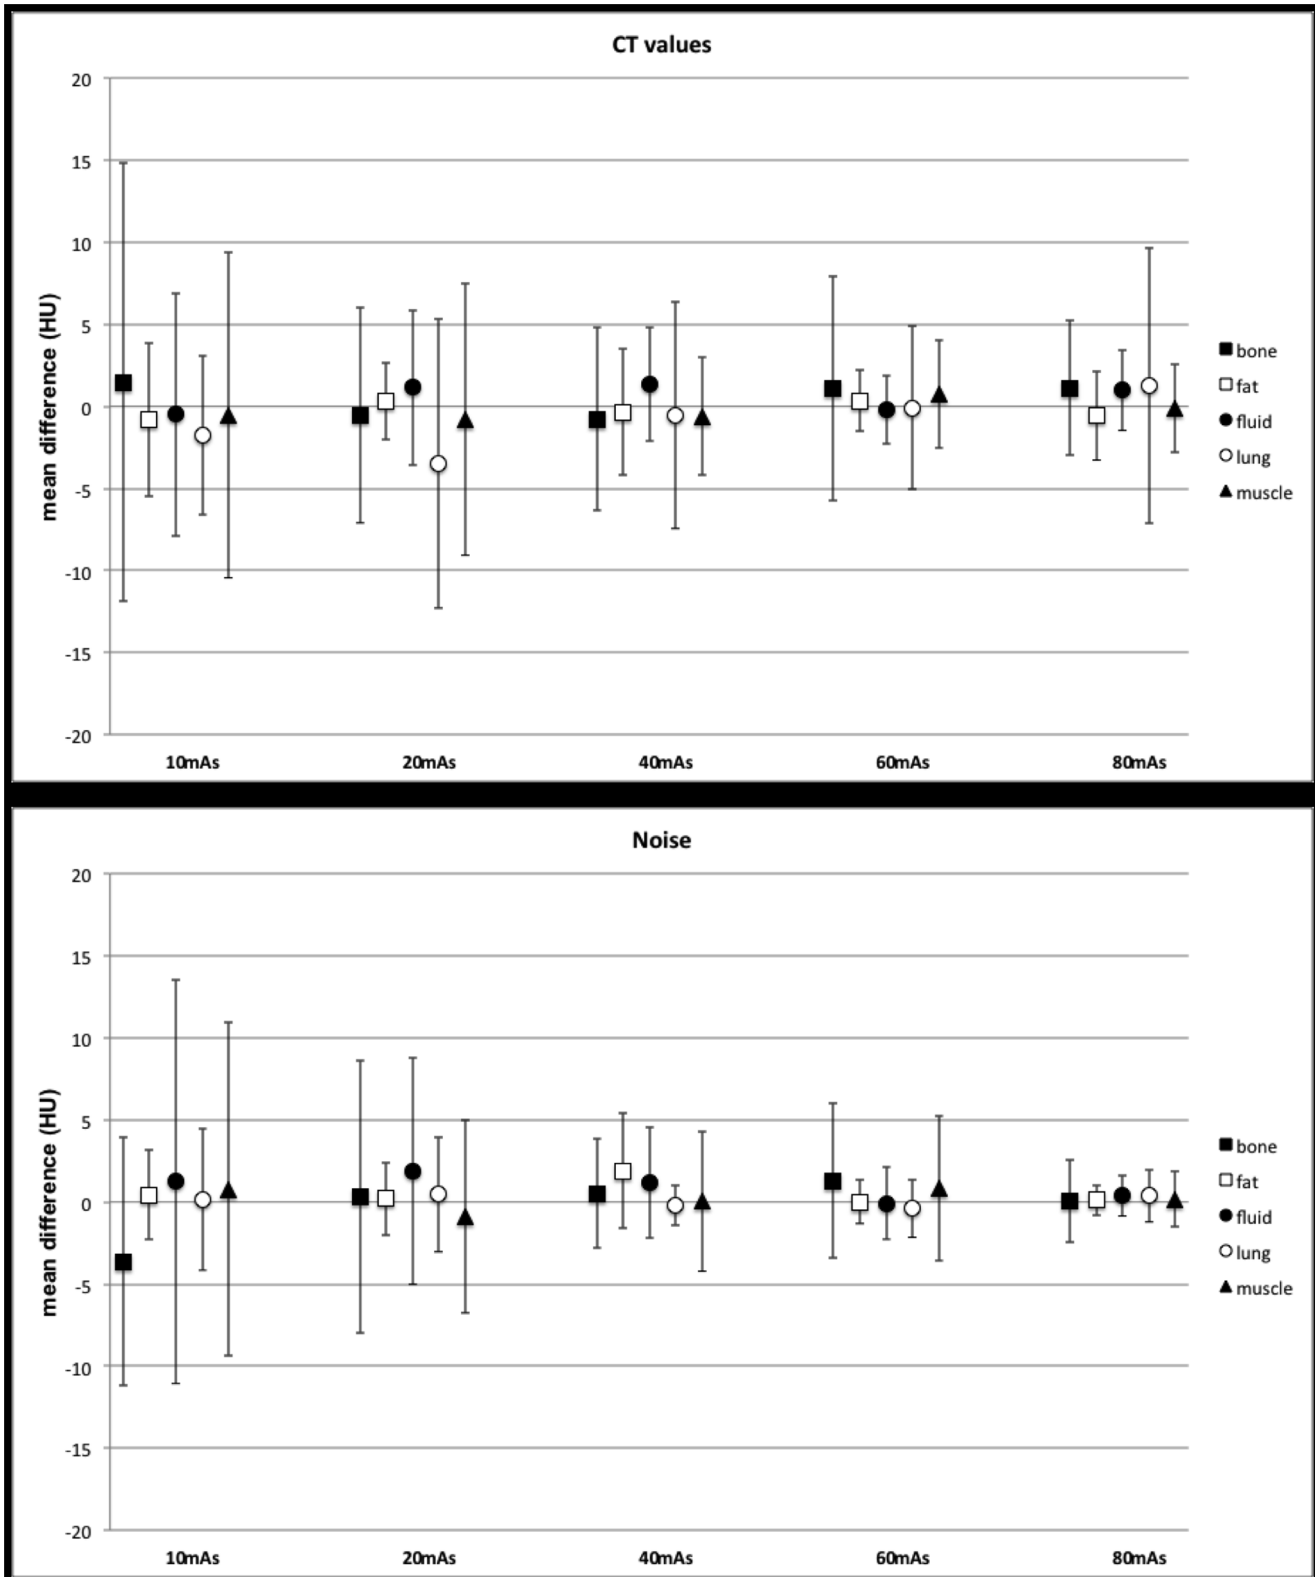 CT values
20
15
10
5
0
-5
-10
-15
-20
mean difference (HU)
10mAs 20mAs 40mAs 60mAs 80mAs
bone
fat
fluid
lung
muscle
Noise
20
15
10
5
0
-5
-10
-15
-20
mean difference (HU)
10mAs 20mAs 40mAs 60mAs 80mAs
bone
fat
fluid
lung
muscle